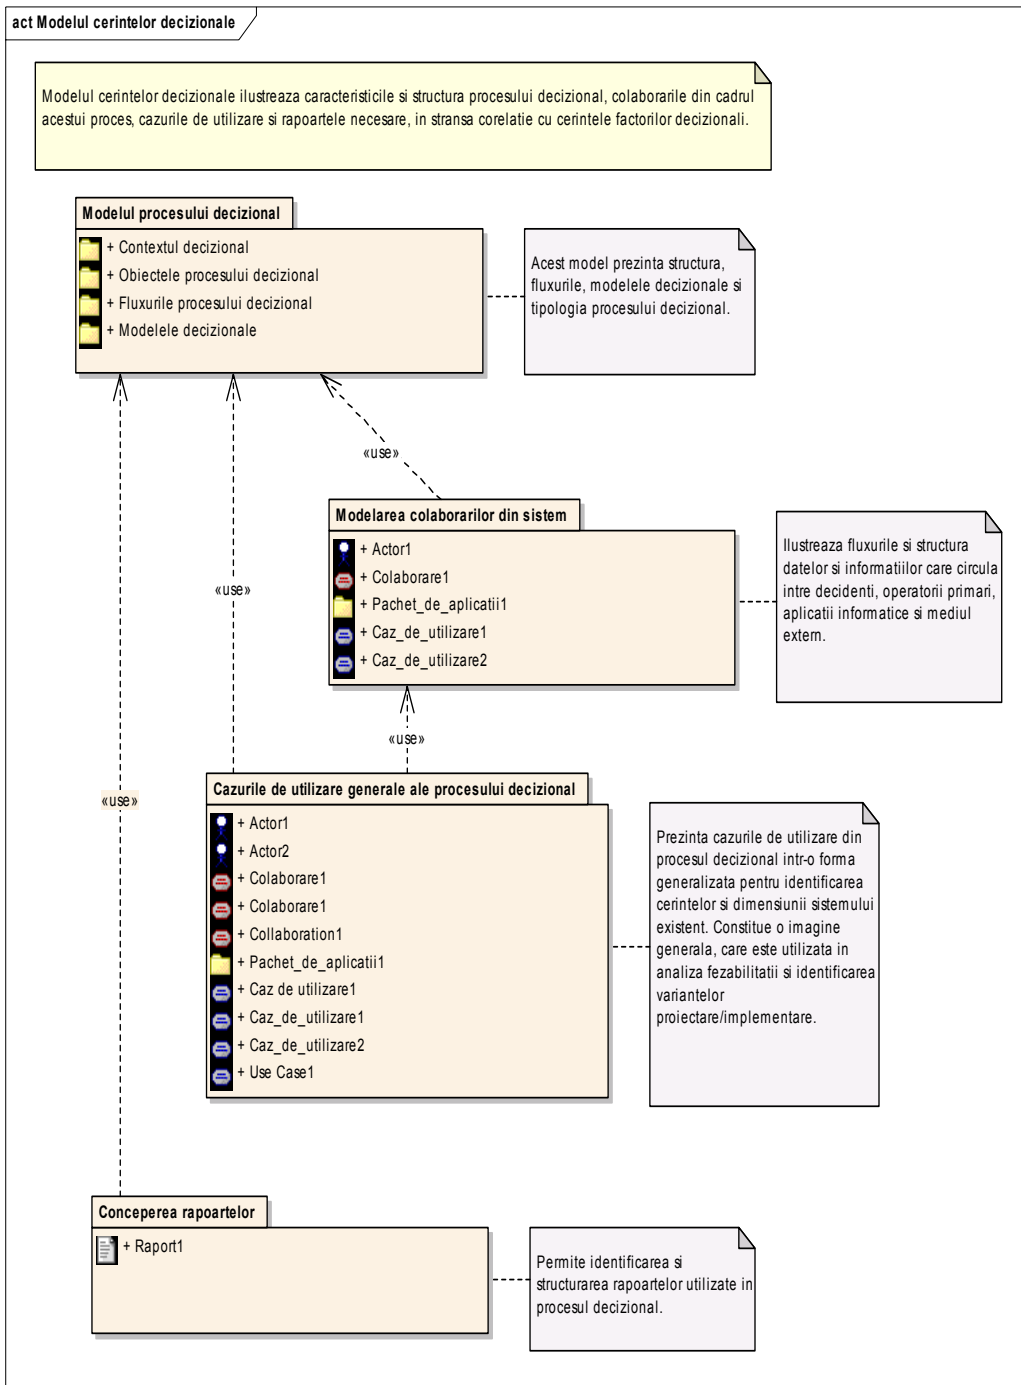 act Modelul cerintelor decizionale
Modelul cerintelor decizionale ilustreaza caracteristicile si structura procesului decizional, colaborarile din cadrul
acestui proces, cazurile de utilizare si rapoartele necesare, in stransa corelatie cu cerintele factorilor decizionali.
Modelul procesului decizional
+ Contextul decizional
+ Obiectele procesului decizional
+ Fluxurile procesului decizional
+ Modelele decizionale
Acest model prezinta structura,
fluxurile, modelele decizionale si
tipologia procesului decizional.
«use»
Modelarea colaborarilor din sistem
+ Actor1
+ Colaborare1
+ Pachet_de_aplicatii1
+ Caz_de_utilizare1
+ Caz_de_utilizare2
Ilustreaza fluxurile si structura
datelor si informatiilor care circula
intre decidenti, operatorii primari,
aplicatii informatice si mediul
extern.
«use»
«use»
«use»
Cazurile de utilizare generale ale procesului decizional
+ Actor1
+ Actor2
+ Colaborare1
+ Colaborare1
+ Collaboration1
+ Pachet_de_aplicatii1
+ Caz de utilizare1
+ Caz_de_utilizare1
+ Caz_de_utilizare2
+ Use Case1
Prezinta cazurile de utilizare din
procesul decizional intr-o forma
generalizata pentru identificarea
cerintelor si dimensiunii sistemului
existent. Constitue o imagine
generala, care este utilizata in
analiza fezabilitatii si identificarea
variantelor
proiectare/implementare.
Conceperea rapoartelor
+ Raport1
Permite identificarea si
structurarea rapoartelor utilizate in
procesul decizional.